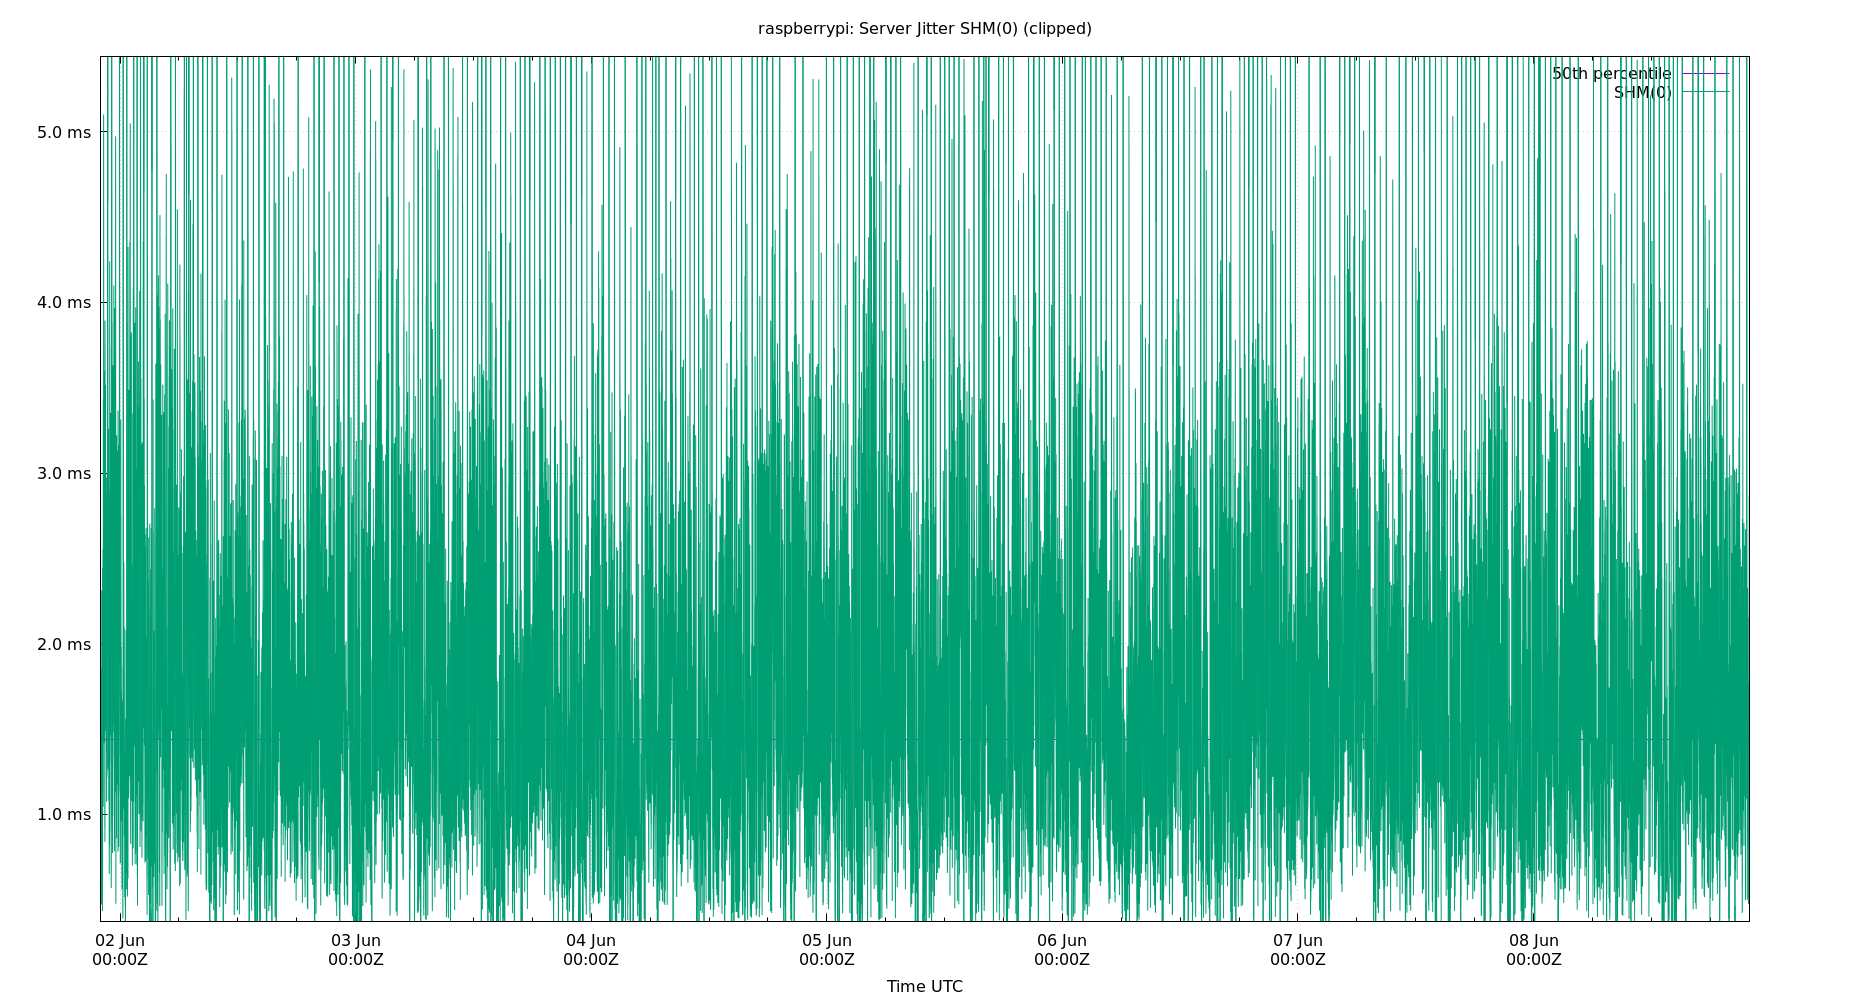 raspberrypi: Server Jitter SHM(0) (clipped)
50th percentile
SHM(0)
5.0 ms
4.0 ms
3.0 ms
2.0 ms
1.0 ms
02 Jun 03 Jun 04 Jun 05 Jun 06 Jun 07 Jun 08 Jun
00:00Z 00:00Z 00:00Z 00:00Z 00:00Z 00:00Z 00:00Z
Time UTC